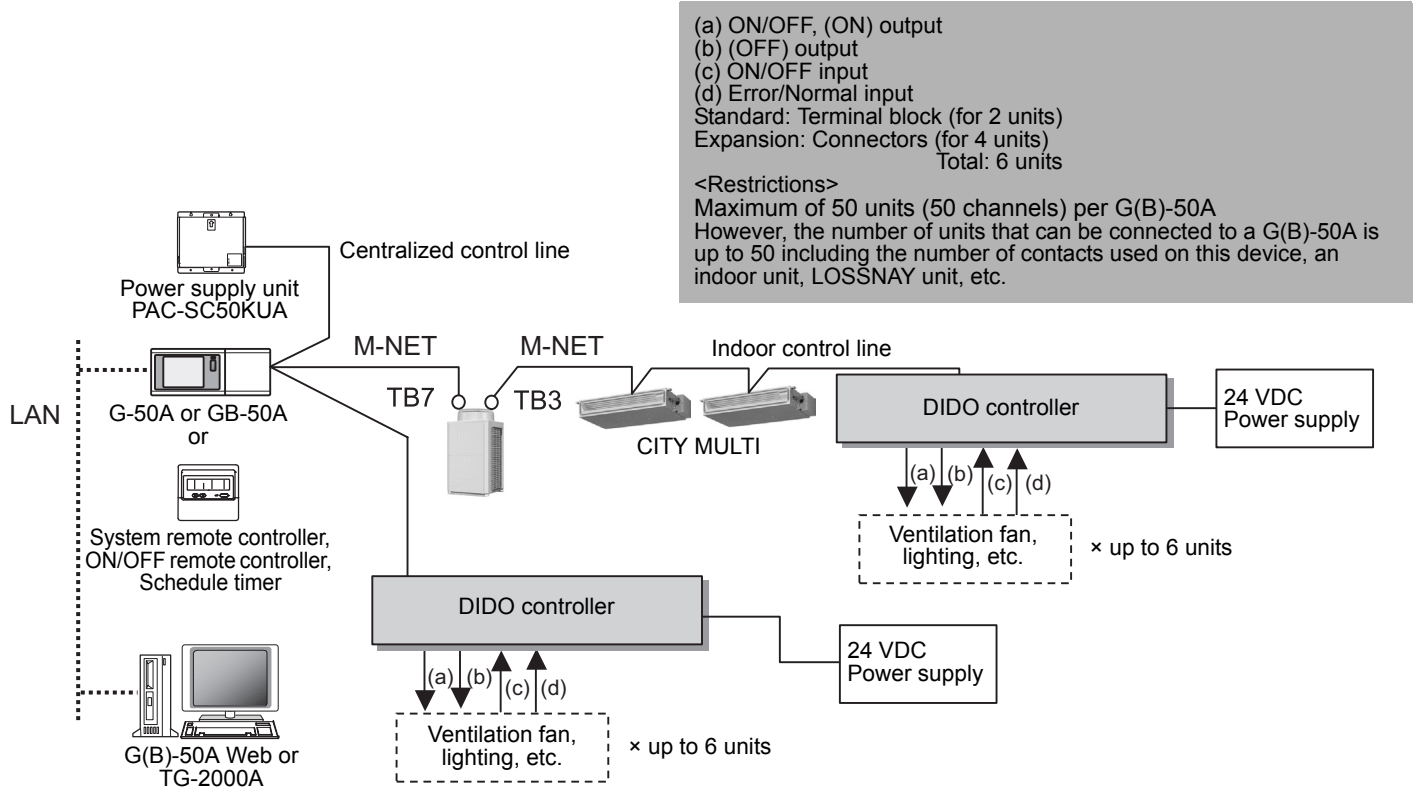 (a) ON/OFF, (ON) output
(b) (OFF) output
(c) ON/OFF input
(d) Error/Normal input
Standard: Terminal block (for 2 units)
Expansion: Connectors (for 4 units)
Total: 6 units
<Restrictions>
Maximum of 50 units (50 channels) per G(B)-50A
However, the number of units that can be connected to a G(B)-50A is
up to 50 including the number of contacts used on this device, an
indoor unit, LOSSNAY unit, etc.
Centralized control line
Power supply unit
PAC-SC50KUA
M-NET
M-NET
Indoor control line
TB7
TB3
LAN
G-50A or GB-50A
or
CITY MULTI
DIDO controller
24 VDC
Power supply
(a)
(b)
(c)
(d)
Ventilation fan,
lighting, etc.
× up to 6 units
System remote controller,
ON/OFF remote controller,
Schedule timer
DIDO controller
24 VDC
Power supply
(a)
(b)
(c)
(d)
Ventilation fan,
lighting, etc.
× up to 6 units
G(B)-50A Web or
TG-2000A